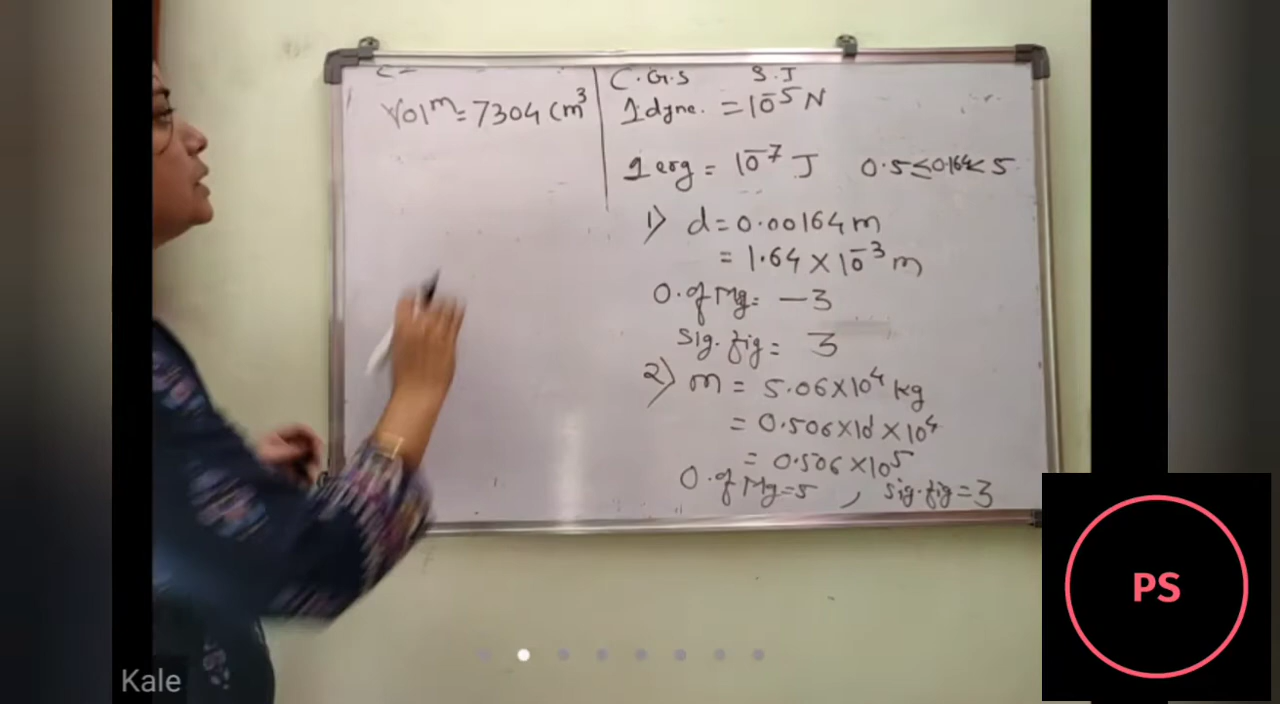 Volm = 7304 cm³
C.G.S S.I
1 dyne. = 10⁻⁵ N
1 erg = 10⁻⁷ J 0.5 ≤ 0.164 < 5
1) d = 0.00164 m
= 1.64 × 10⁻³ m
O. of Mg = -3
Sig. fig = 3
2) m = 5.06 × 10⁴ kg
= 0.506 × 10¹ × 10⁴
= 0.506 × 10⁵
O. of Mg = 5 , Sig. fig = 3
PS
Kale